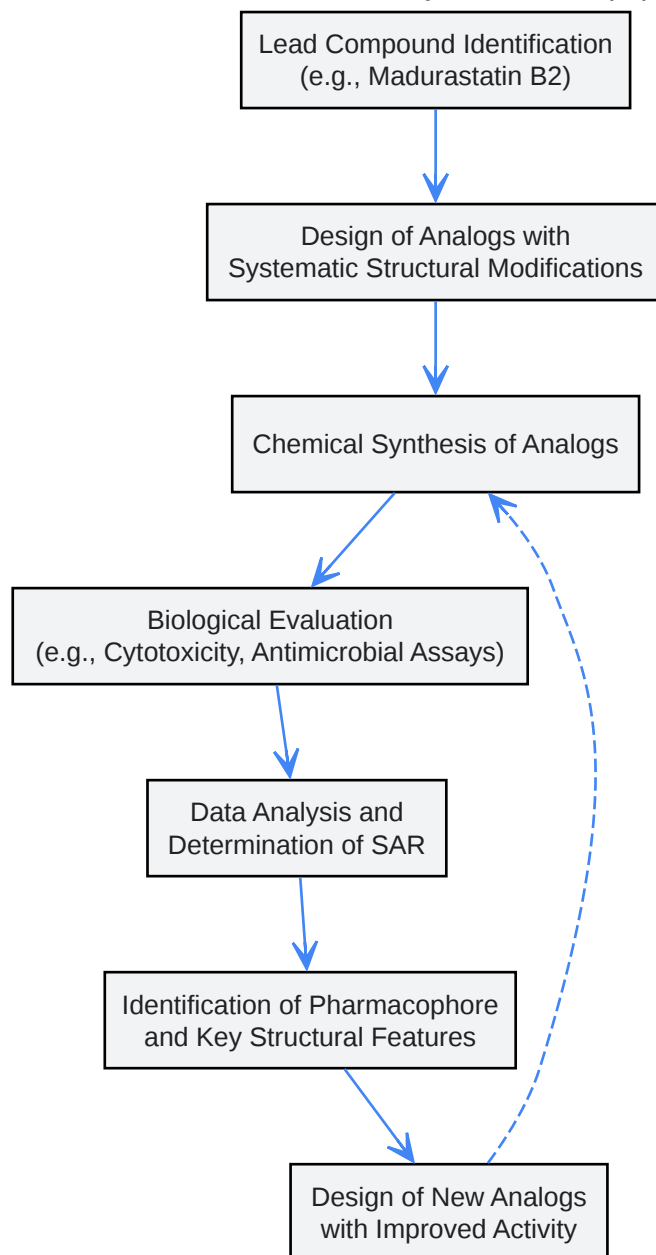 Lead Compound Identification
(e.g., Madurastatin B2)
Design of Analogs with
Systematic Structural Modifications
Chemical Synthesis of Analogs
Biological Evaluation
(e.g., Cytotoxicity, Antimicrobial Assays)
Data Analysis and
Determination of SAR
Identification of Pharmacophore
and Key Structural Features
Design of New Analogs
with Improved Activity